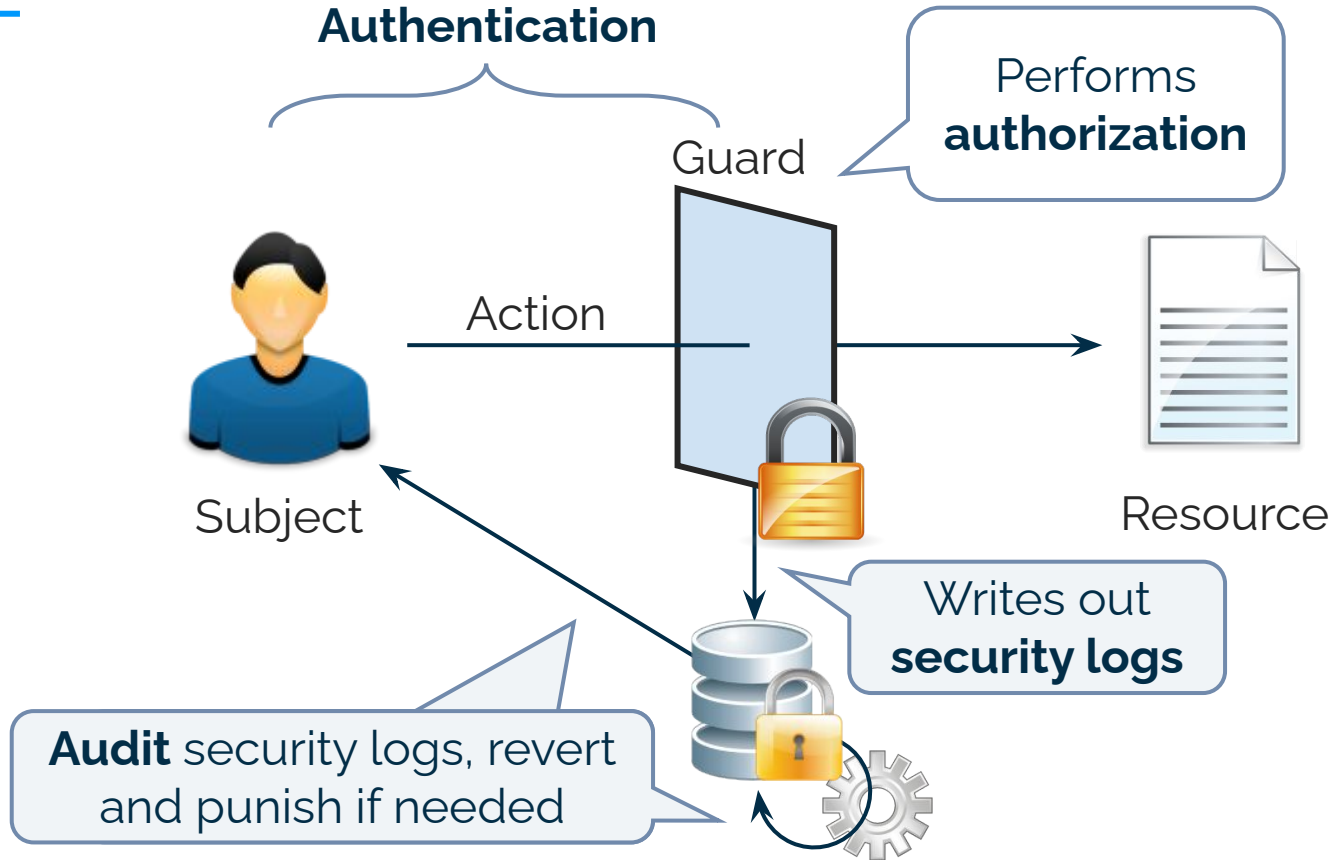 Authentication
Performs
authorization
Guard
Action
Subject
Resource
Writes out
security logs
Audit security logs, revert
and punish if needed